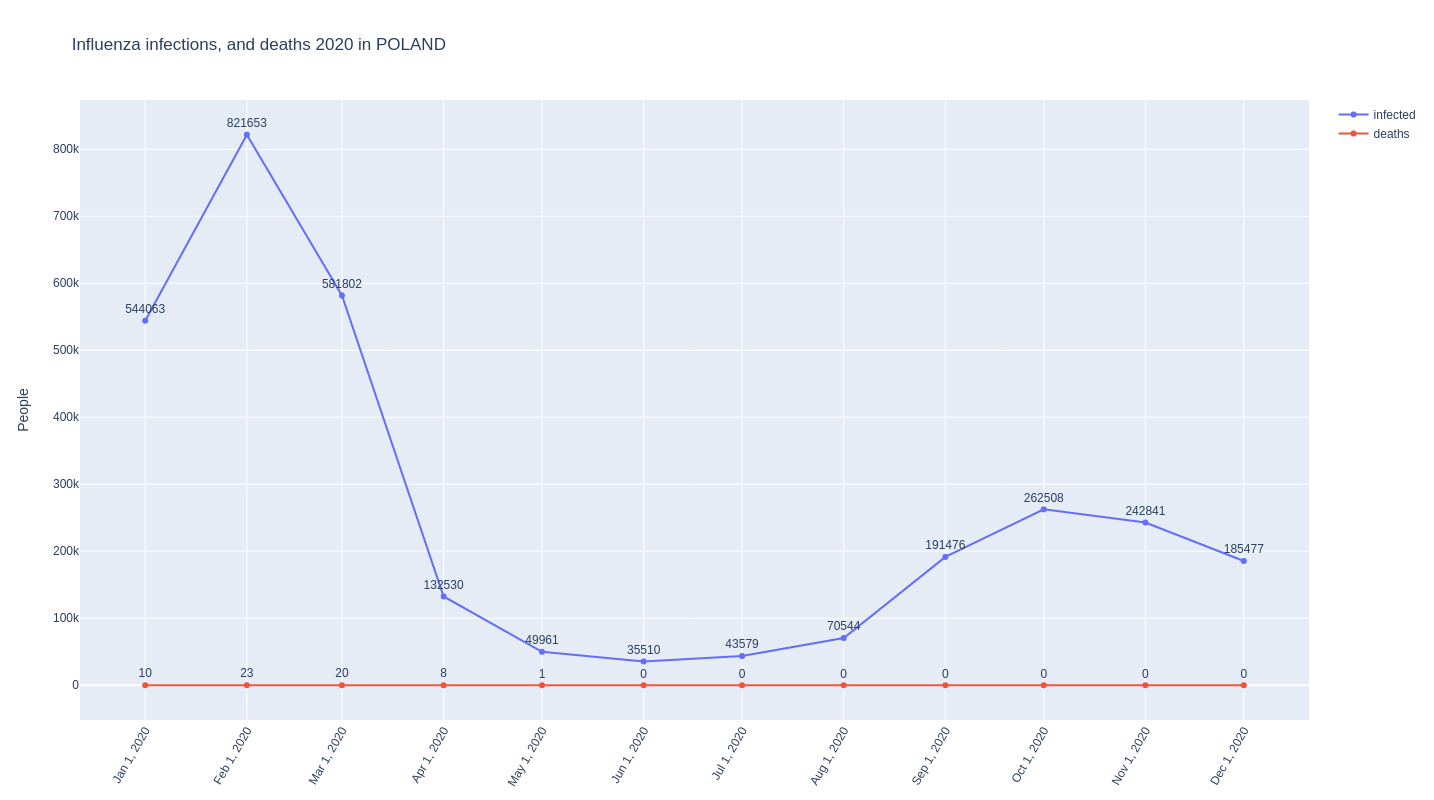 Influenza infections, and deaths 2020 in POLAND
infected
deaths
People
800k
700k
600k
500k
400k
300k
200k
100k
0
544063
821653
581802
132530
49961
35510
43579
70544
191476
262508
242841
185477
10
23
20
8
1
0
0
0
0
0
0
0
Jan 1, 2020
Feb 1, 2020
Mar 1, 2020
Apr 1, 2020
May 1, 2020
Jun 1, 2020
Jul 1, 2020
Aug 1, 2020
Sep 1, 2020
Oct 1, 2020
Nov 1, 2020
Dec 1, 2020